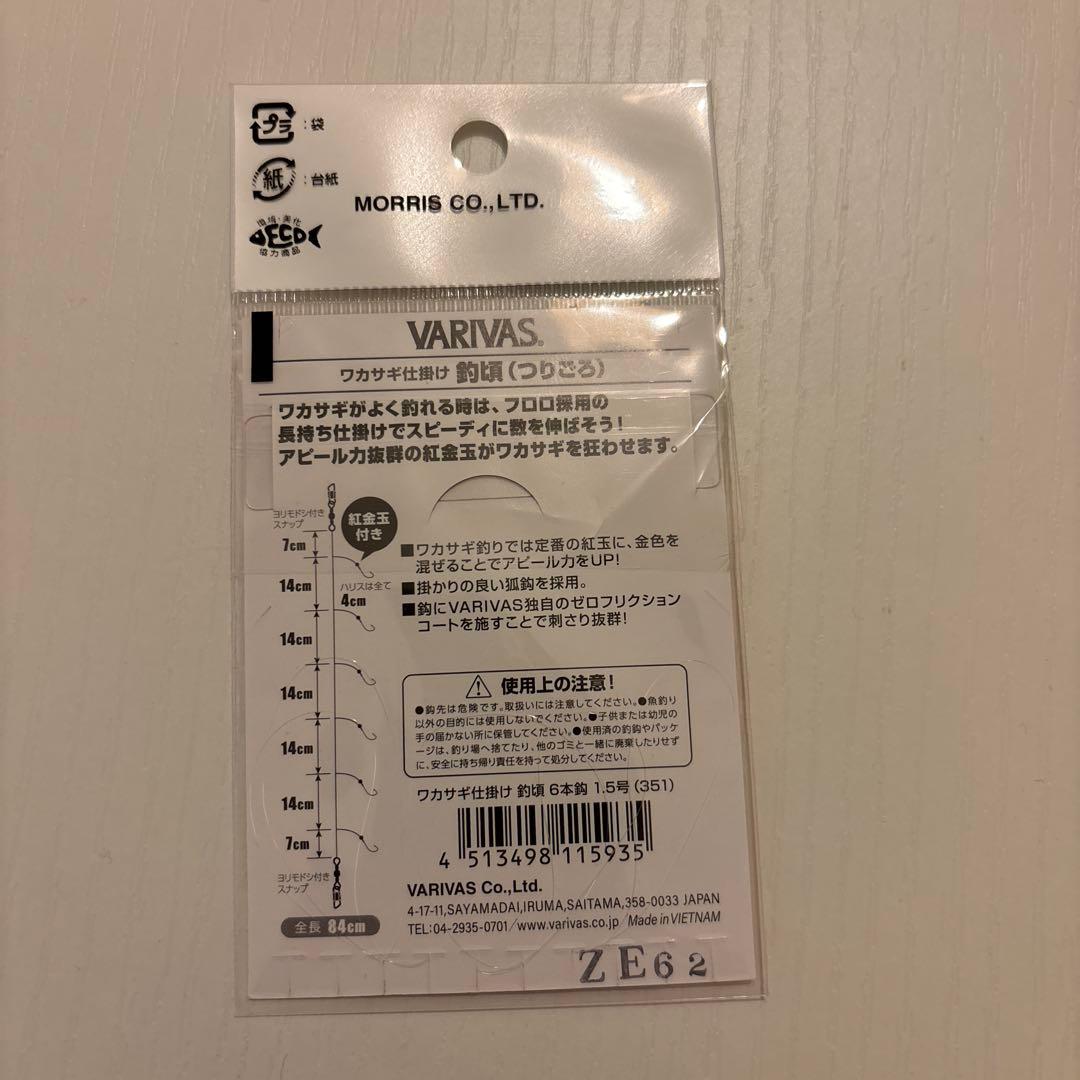 プラ：袋
紙：台紙
環境・美化
DECO
協力商品
MORRIS CO.,LTD.
VARIVAS®
ワカサギ仕掛け 釣頃（つりごろ）
ワカサギがよく釣れる時は、フロロ採用の
長持ち仕掛けでスピーディに数を伸ばそう！
アピール力抜群の紅金玉がワカサギを狂わせます。
ヨリモドシ付き
スナップ
紅金玉
付き
7cm
14cm
ハリスは全て
4cm
14cm
14cm
14cm
14cm
7cm
ヨリモドシ付き
スナップ
全長 84cm
■ワカサギ釣りでは定番の紅玉に、金色を
混ぜることでアピール力をUP!
■掛かりの良い狐鈎を採用。
■鈎にVARIVAS独自のゼロフリクション
コートを施すことで刺さり抜群!
使用上の注意！
●鈎先は危険です。取扱いには注意してください。●魚釣り
以外の目的には使用しないでください。●子供または幼児の
手の届かない所に保管してください。●使用済の釣鈎やパッケ
ージは、釣り場へ捨てたり、他のゴミと一緒に廃棄したりせず
に、安全に持ち帰り責任を持って処分してください。
ワカサギ仕掛け 釣頃 6本鈎 1.5号（351）
4 513498 115935
VARIVAS Co.,Ltd.
4-17-11,SAYAMADAI,IRUMA,SAITAMA,358-0033 JAPAN
TEL:04-2935-0701/www.varivas.co.jp/Made in VIETNAM
ZE62